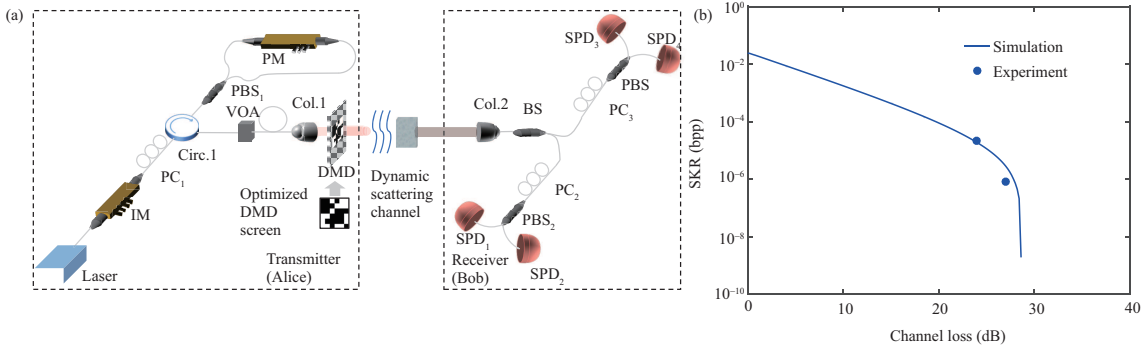 (a)
PM
PBS1
VOA
Col.1
Circ.1
PC1
IM
Laser
DMD
Optimized
DMD
screen
Transmitter
(Alice)
Dynamic
scattering
channel
Col.2
BS
SPD3
SPD4
PBS
PC3
PC2
PBS2
SPD1
SPD2
Receiver
(Bob)
(b)
SKR (bpp)
10^0
10^−2
10^−4
10^−6
10^−8
10^−10
Simulation
Experiment
0 10 20 30 40
Channel loss (dB)